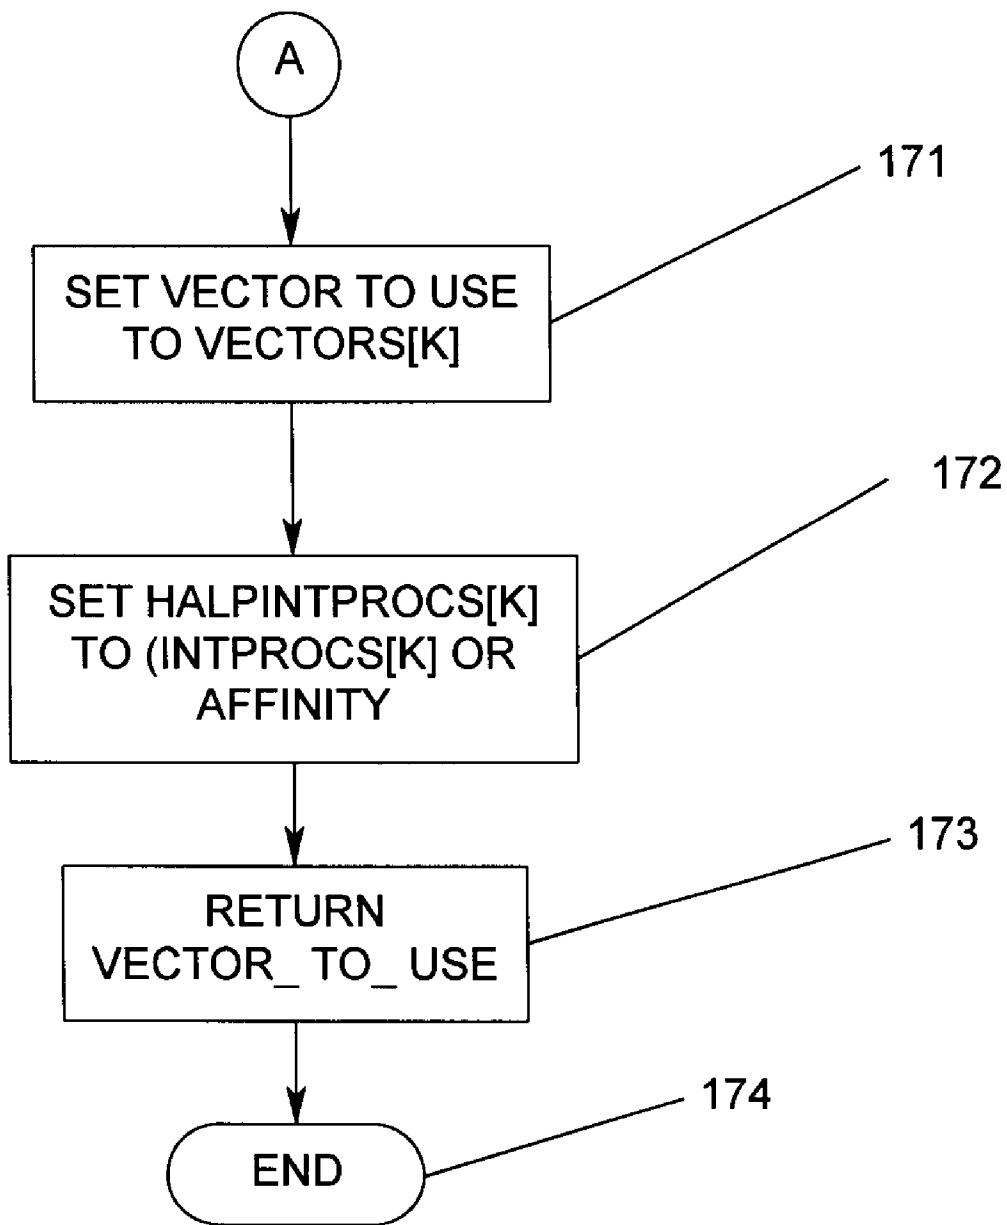 A
171
SET VECTOR TO USE
TO VECTORS[K]
172
SET HALPINTPROCS[K]
TO (INTPROCS[K] OR
AFFINITY
173
RETURN
VECTOR_ TO_ USE
174
END